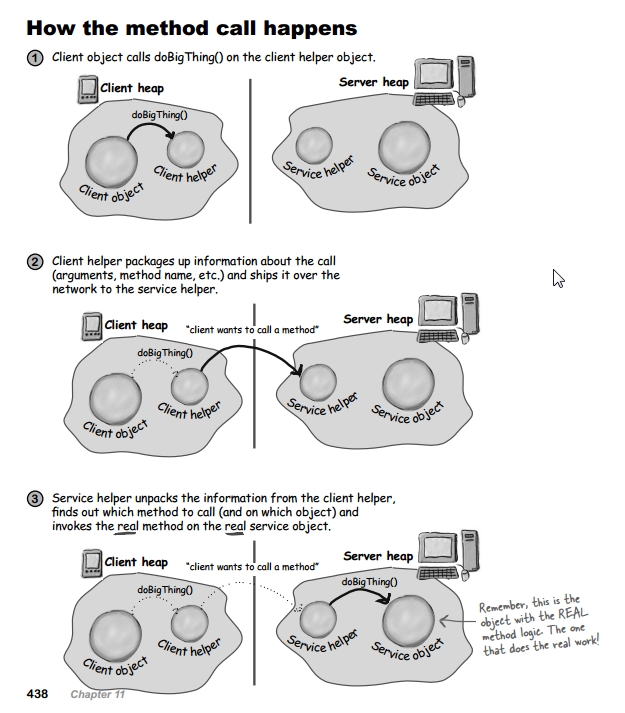 How the method call happens
1 Client object calls doBigThing() on the client helper object.
Client heap
Server heap
doBigThing()
Client object
Client helper
Service helper
Service object
2 Client helper packages up information about the call
(arguments, method name, etc.) and ships it over the
network to the service helper.
Client heap
"client wants to call a method"
Server heap
doBigThing()
Client object
Client helper
Service helper
Service object
3 Service helper unpacks the information from the client helper,
finds out which method to call (and on which object) and
invokes the real method on the real service object.
Client heap
"client wants to call a method"
Server heap
doBigThing()
doBigThing()
Client object
Client helper
Service helper
Service object
Remember, this is the
object with the REAL
method logic. The one
that does the real work!
438 Chapter 11